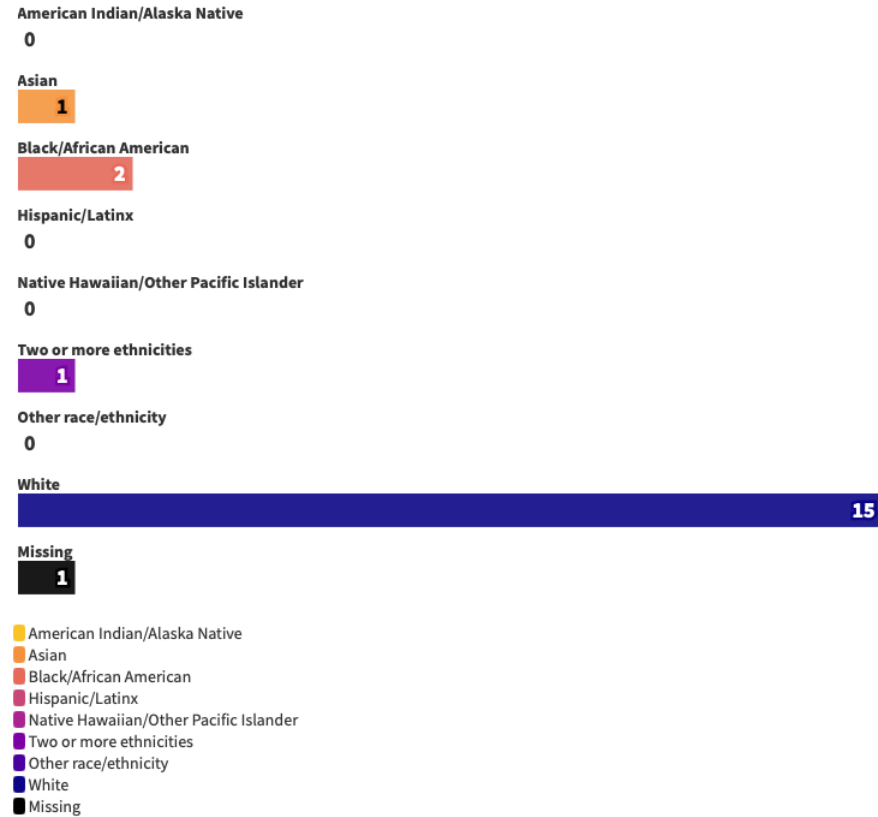 American Indian/Alaska Native
0
Asian
1
Black/African American
2
Hispanic/Latinx
0
Native Hawaiian/Other Pacific Islander
0
Two or more ethnicities
1
Other race/ethnicity
0
White
15
Missing
1
American Indian/Alaska Native
Asian
Black/African American
Hispanic/Latinx
Native Hawaiian/Other Pacific Islander
Two or more ethnicities
Other race/ethnicity
White
Missing